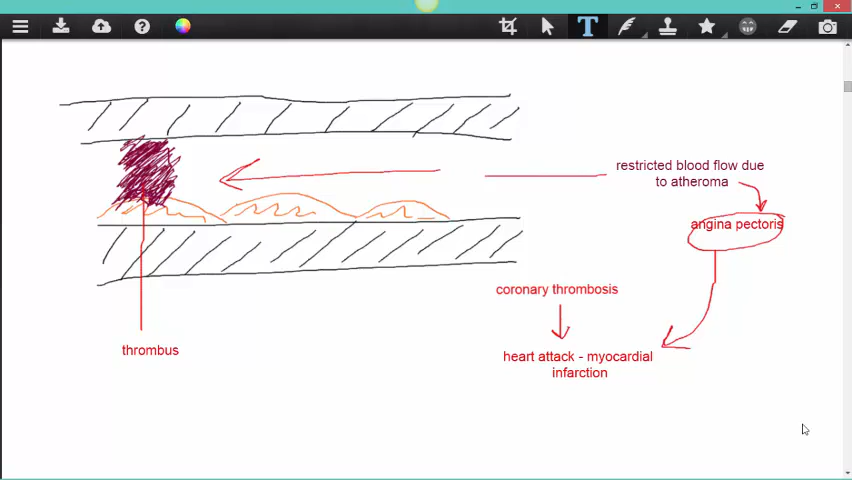 restricted blood flow due
to atheroma
angina pectoris
coronary thrombosis
thrombus
heart attack - myocardial
infarction